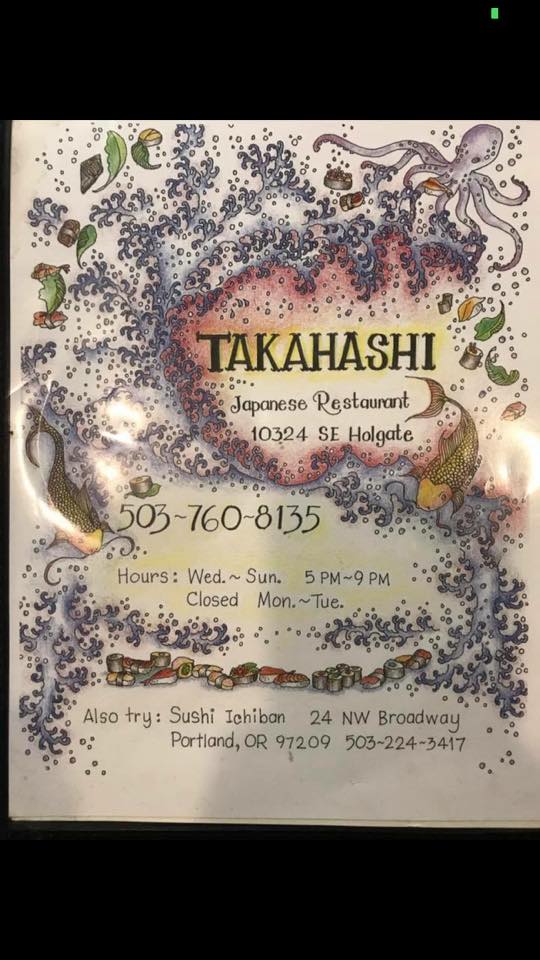 TAKAHASHI
Japanese Restaurant
10324 SE Holgate
503~760~8135
Hours: Wed.~Sun. 5 PM~9 PM
Closed Mon.~Tue.
Also try: Sushi Ichiban 24 NW Broadway
Portland, OR 97209 503~224~3417